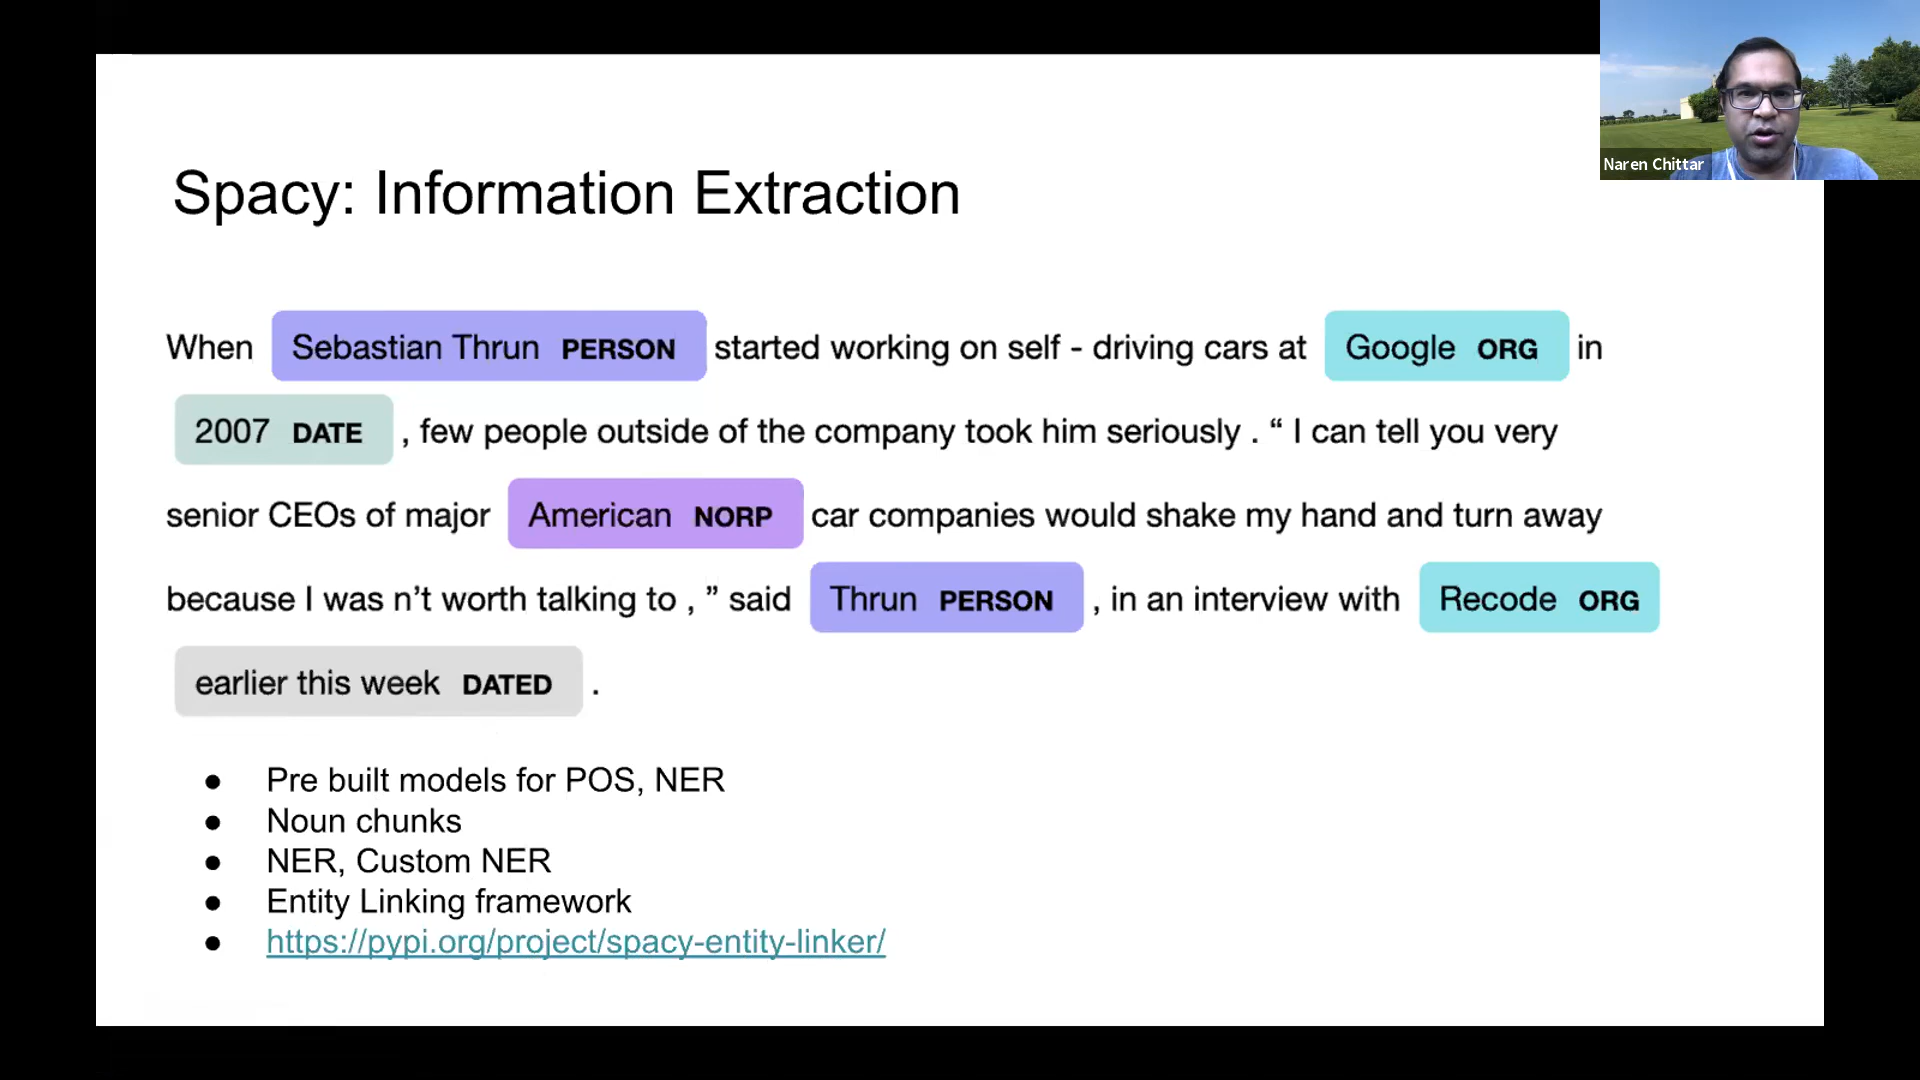 Naren Chittar
Spacy: Information Extraction
When Sebastian Thrun PERSON started working on self - driving cars at Google ORG in
2007 DATE , few people outside of the company took him seriously . “ I can tell you very
senior CEOs of major American NORP car companies would shake my hand and turn away
because I was n’t worth talking to , ” said Thrun PERSON , in an interview with Recode ORG
earlier this week DATED .
● Pre built models for POS, NER
● Noun chunks
● NER, Custom NER
● Entity Linking framework
● https://pypi.org/project/spacy-entity-linker/